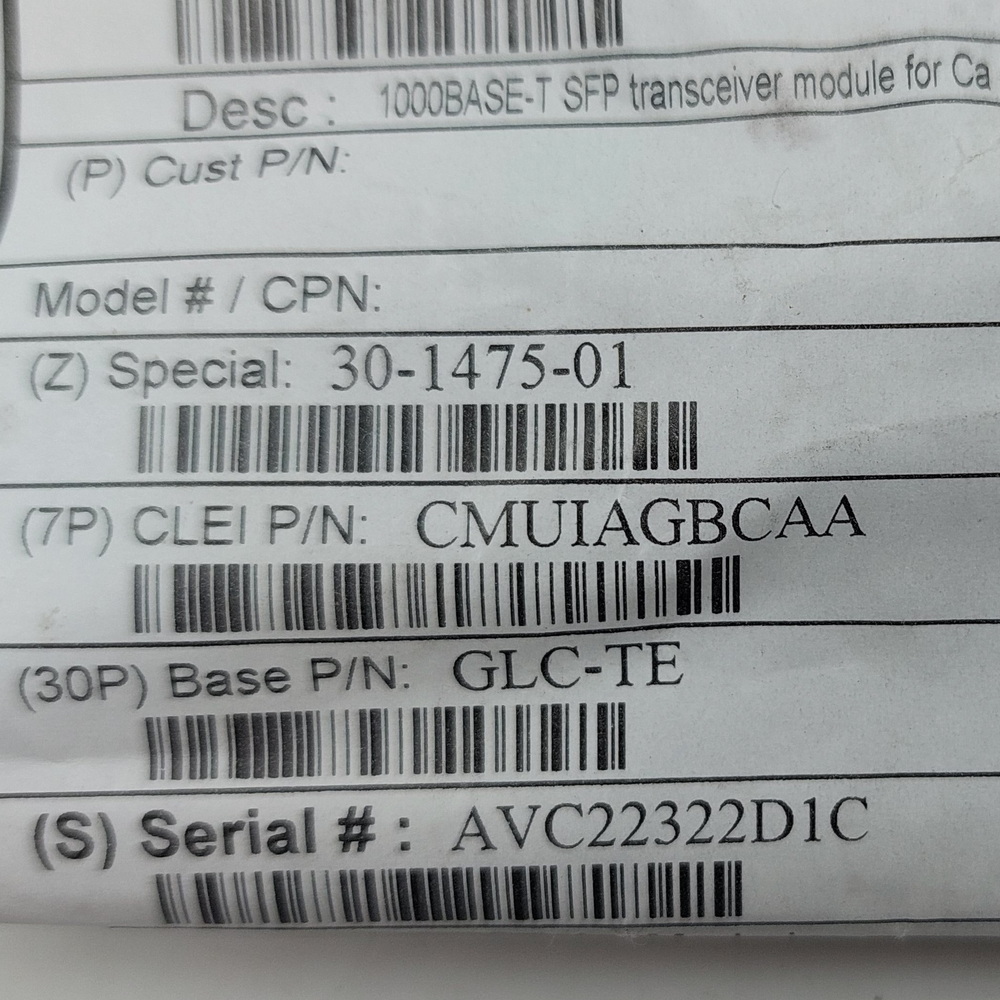 Desc : 1000BASE-T SFP transceiver module for Ca
(P) Cust P/N:
Model # / CPN:
(Z) Special: 30-1475-01
(7P) CLEI P/N: CMUIAGBCAA
(30P) Base P/N: GLC-TE
(S) Serial # : AVC22322D1C